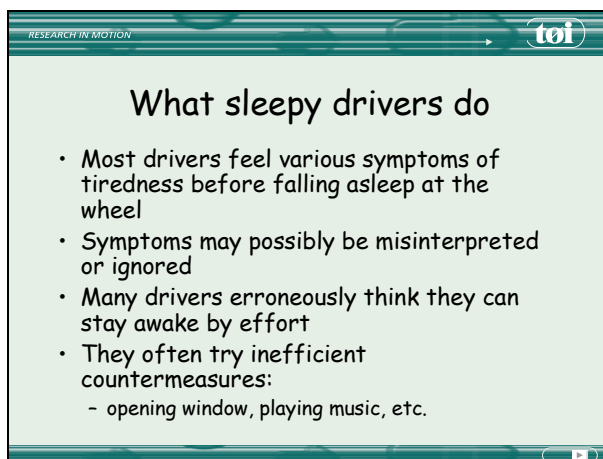 RESEARCH IN MOTION
tøi
What sleepy drivers do
• Most drivers feel various symptoms of
tiredness before falling asleep at the
wheel
• Symptoms may possibly be misinterpreted
or ignored
• Many drivers erroneously think they can
stay awake by effort
• They often try inefficient
countermeasures:
– opening window, playing music, etc.